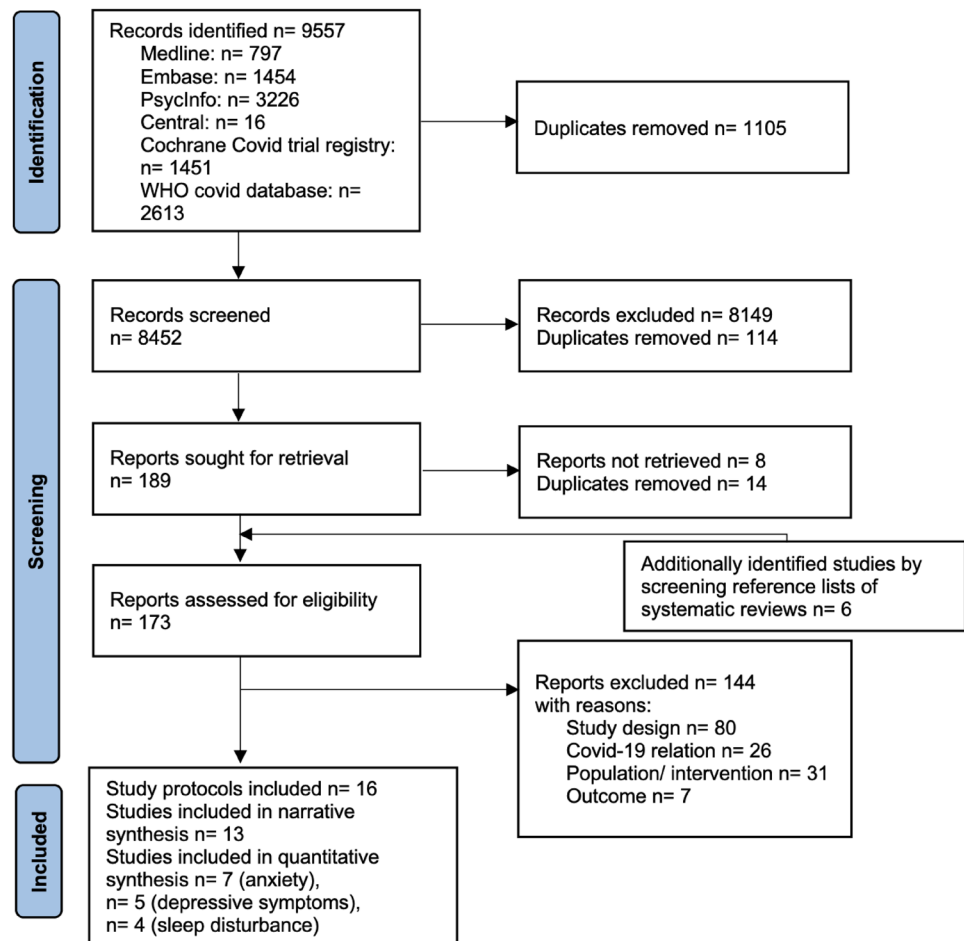 Identification
Records identified n= 9557
Medline: n= 797
Embase: n= 1454
PsycInfo: n= 3226
Central: n= 16
Cochrane Covid trial registry:
n= 1451
WHO covid database: n=
2613
Duplicates removed n= 1105
Screening
Records screened
n= 8452
Records excluded n= 8149
Duplicates removed n= 114
Reports sought for retrieval
n= 189
Reports not retrieved n= 8
Duplicates removed n= 14
Additionally identified studies by
screening reference lists of
systematic reviews n= 6
Reports assessed for eligibility
n= 173
Reports excluded n= 144
with reasons:
Study design n= 80
Covid-19 relation n= 26
Population/ intervention n= 31
Outcome n= 7
Included
Study protocols included n= 16
Studies included in narrative
synthesis n= 13
Studies included in quantitative
synthesis n= 7 (anxiety),
n= 5 (depressive symptoms),
n= 4 (sleep disturbance)